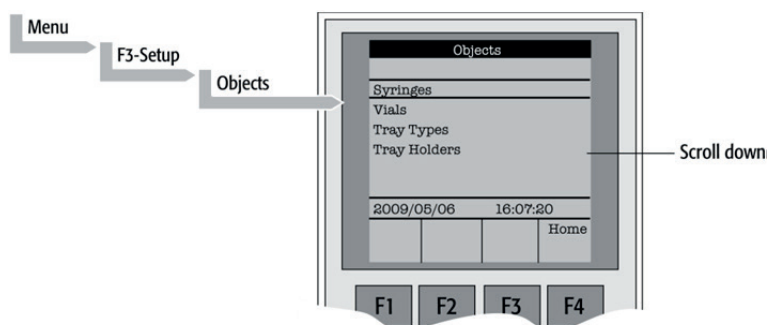 Menu
F3-Setup
Objects
Objects
Syringes
Vials
Tray Types
Tray Holders
Scroll down
2009/05/06 16:07:20
Home
F1 F2 F3 F4